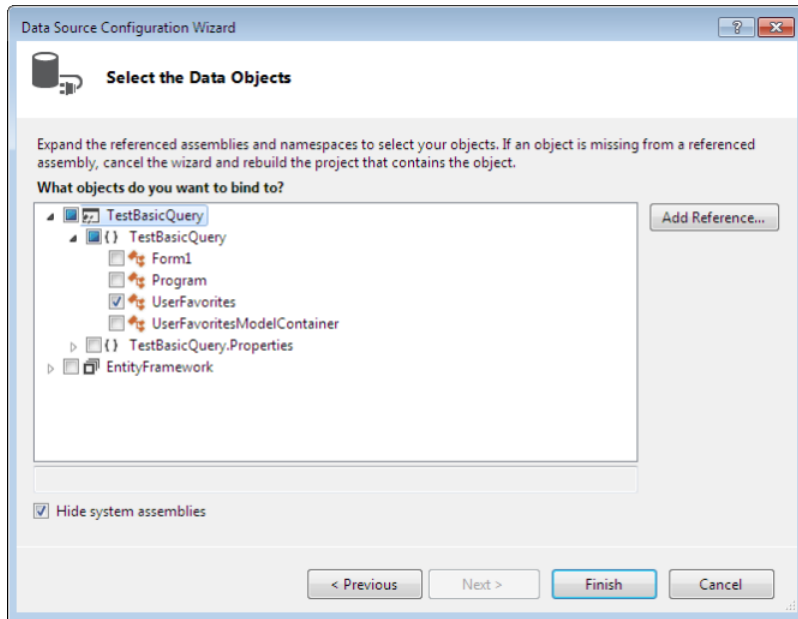 Data Source Configuration Wizard
Select the Data Objects
Expand the referenced assemblies and namespaces to select your objects. If an object is missing from a referenced
assembly, cancel the wizard and rebuild the project that contains the object.
What objects do you want to bind to?
TestBasicQuery
Add Reference...
{ } TestBasicQuery
Form1
Program
UserFavorites
UserFavoritesModelContainer
{ } TestBasicQuery.Properties
EntityFramework
Hide system assemblies
< Previous
Next >
Finish
Cancel